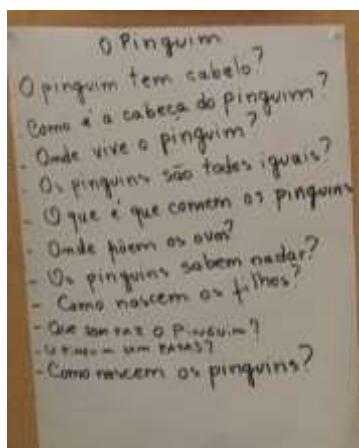 O Pinguim
O pinguim tem cabelo?
Como é a cabeça do pinguim?
- Onde vive o pinguim?
- Os pinguins são todos iguais?
- O que é que comem os pinguins
- Onde põem os ovos?
- Os pinguins sabem nadar?
- Como nascem os filhos?
- Que som faz o Pinguim?
- Como nascem os pinguins?